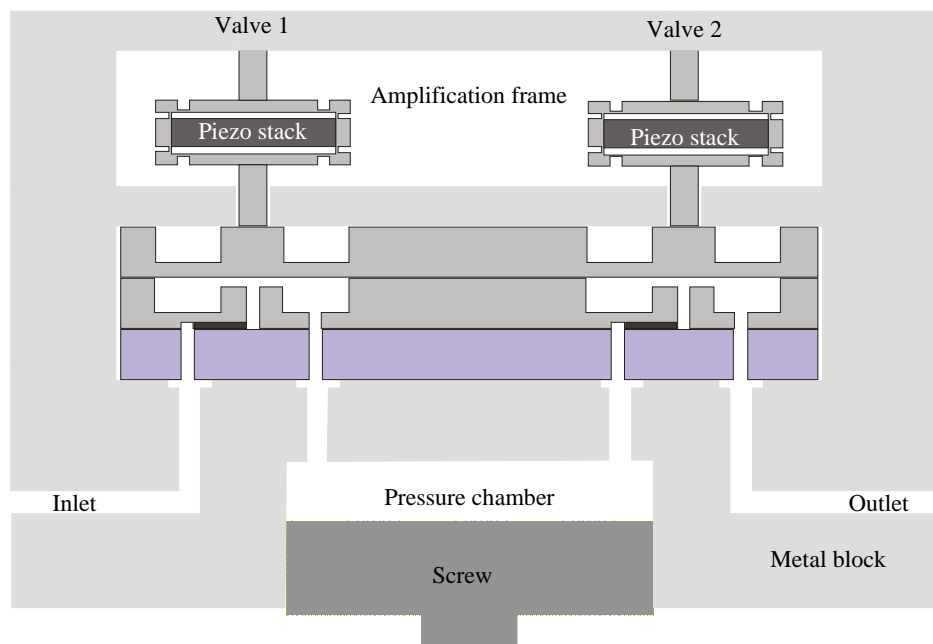 Valve 1
Valve 2
Amplification frame
Piezo stack
Piezo stack
Inlet
Pressure chamber
Outlet
Screw
Metal block